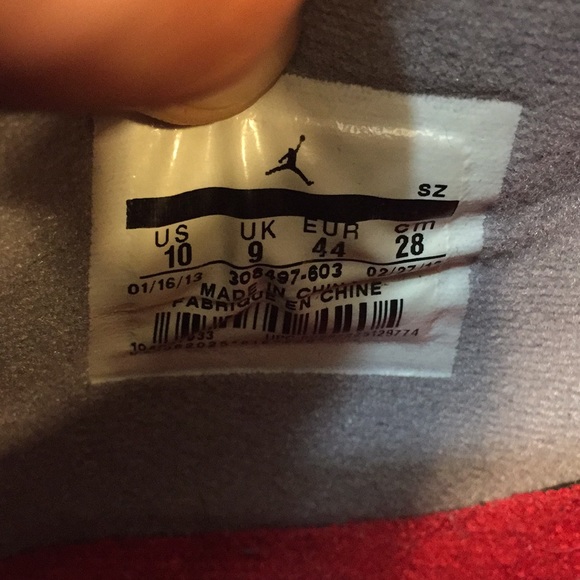 SZ
US UK EUR cm
10 9 44 28
01/16/13 308497-603
MADE IN
FABRIQUE EN CHINE